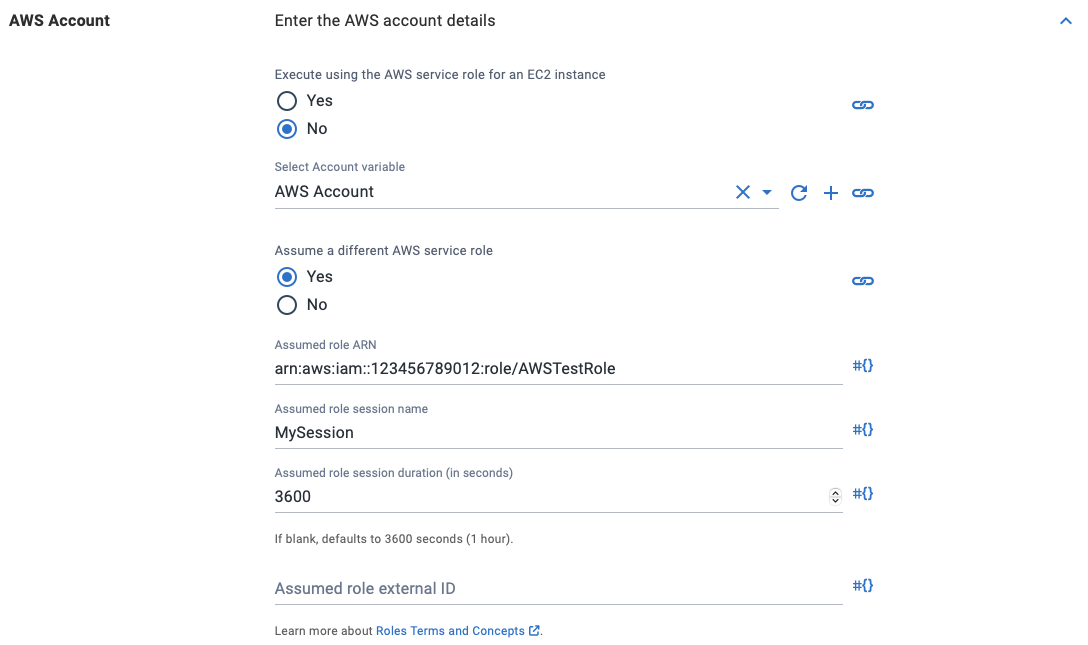 AWS Account
Enter the AWS account details
Execute using the AWS service role for an EC2 instance
Yes
No
Select Account variable
AWS Account
Assume a different AWS service role
Yes
No
Assumed role ARN
arn:aws:iam::123456789012:role/AWSTestRole
#{}
Assumed role session name
MySession
#{}
Assumed role session duration (in seconds)
3600
#{}
If blank, defaults to 3600 seconds (1 hour).
Assumed role external ID
#{}
Learn more about Roles Terms and Concepts.